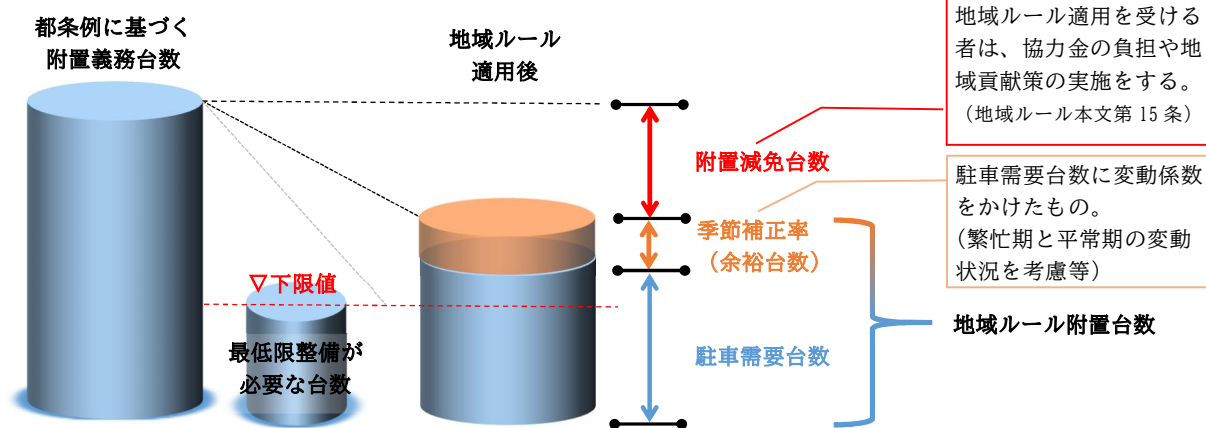 都条例に基づく
附置義務台数
地域ルール
適用後
▽下限値
最低限整備が
必要な台数
附置減免台数
季節補正率
（余裕台数）
駐車需要台数
地域ルール適用を受ける
者は、協力金の負担や地
域貢献策の実施をする。
（地域ルール本文第 15 条）
駐車需要台数に変動係数
をかけたもの。
（繁忙期と平常期の変動
状況を考慮等）
地域ルール附置台数